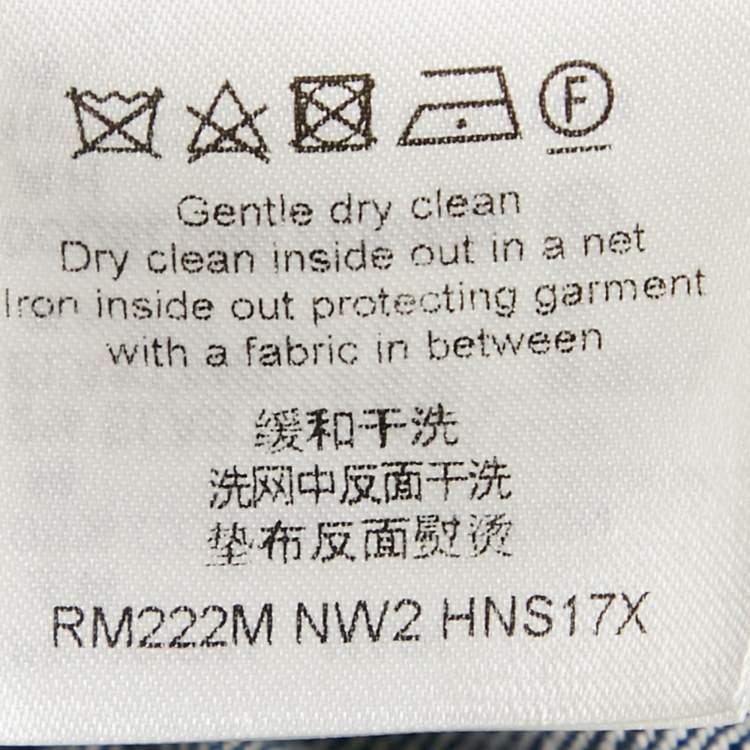 F
Gentle dry clean
Dry clean inside out in a net
Iron inside out protecting garment
with a fabric in between
缓和干洗
洗网中反面干洗
垫布反面熨烫
RM222M NW2 HNS17X